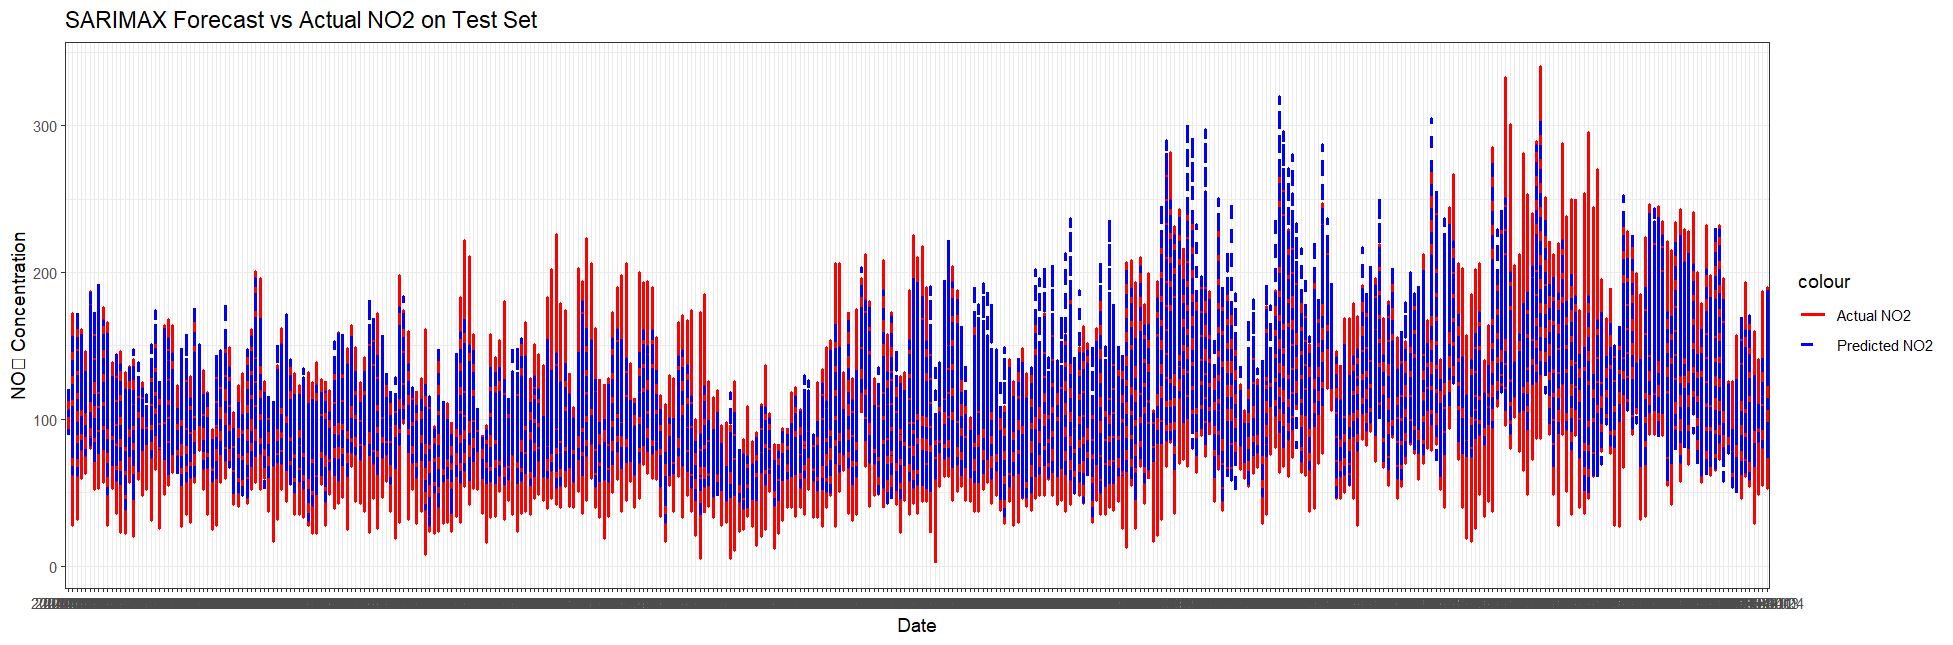 SARIMAX Forecast vs Actual NO2 on Test Set
NO□ Concentration
300
200
100
0
Date
colour
Actual NO2
Predicted NO2